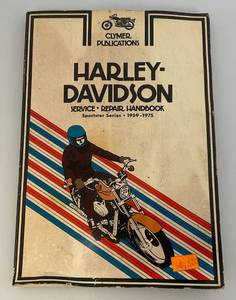 CLYMER
PUBLICATIONS
HARLEY-
DAVIDSON
SERVICE • REPAIR HANDBOOK
Sportster Series • 1959-1975